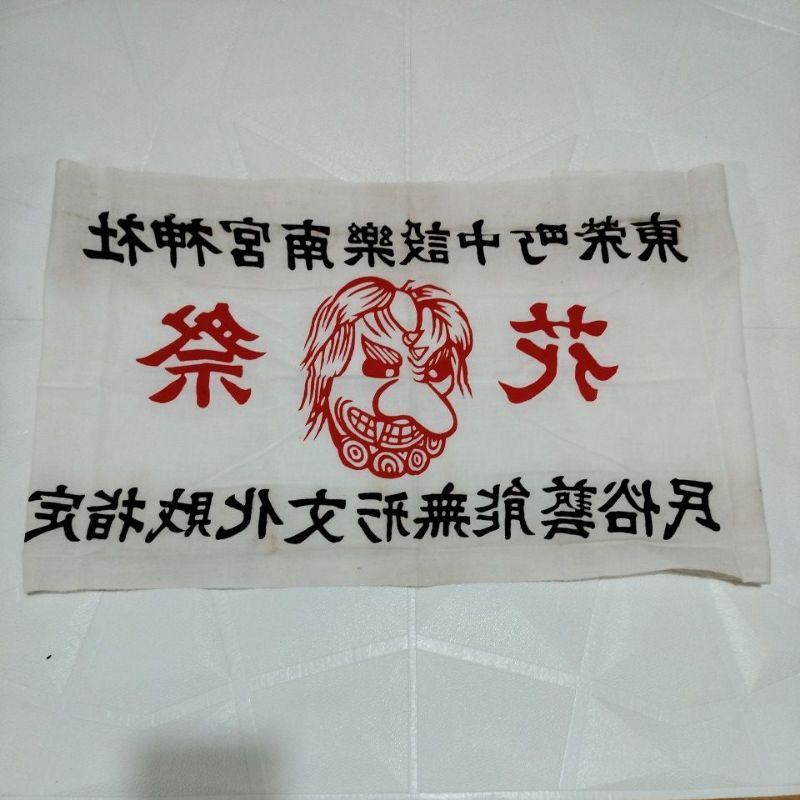 東栄町中設樂南宮神社
花祭
民俗藝能無形文化財指定